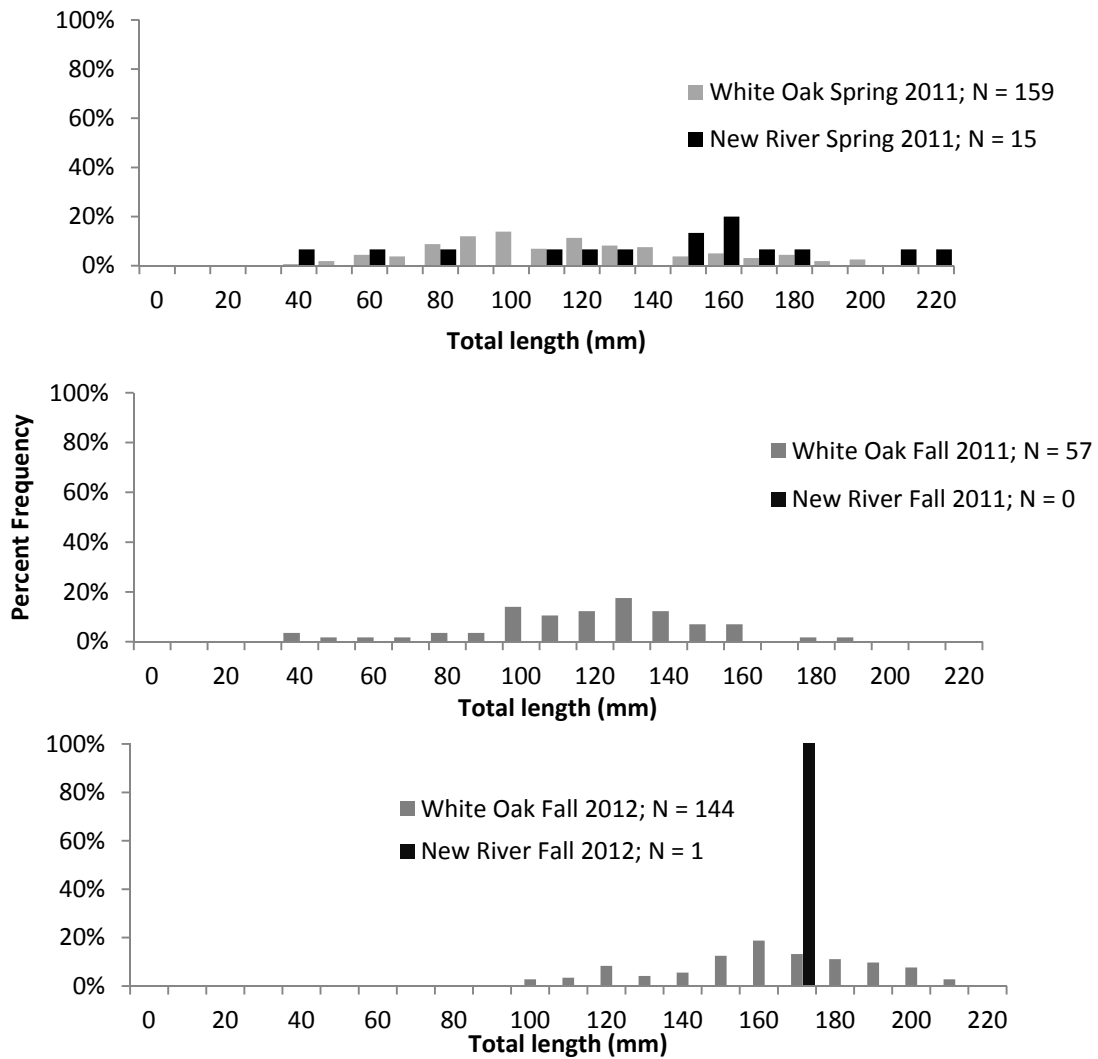 100%
80%
60%
40%
20%
0%
White Oak Spring 2011; N = 159
New River Spring 2011; N = 15
0 20 40 60 80 100 120 140 160 180 200 220
Total length (mm)
Percent Frequency
100%
80%
60%
40%
20%
0%
White Oak Fall 2011; N = 57
New River Fall 2011; N = 0
0 20 40 60 80 100 120 140 160 180 200 220
Total length (mm)
100%
80%
60%
40%
20%
0%
White Oak Fall 2012; N = 144
New River Fall 2012; N = 1
0 20 40 60 80 100 120 140 160 180 200 220
Total length (mm)